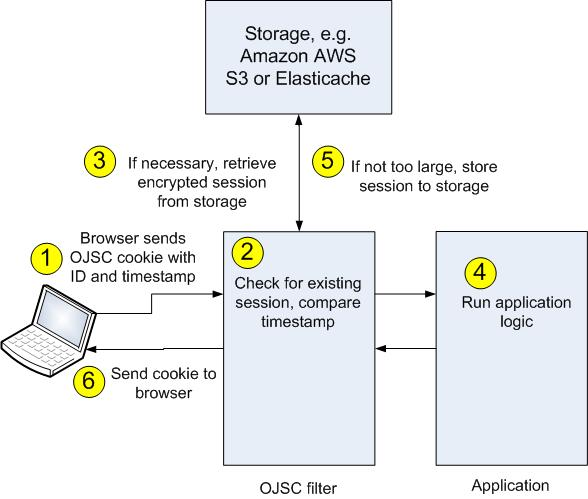 Storage, e.g.
Amazon AWS
S3 or Elasticache
3
If necessary, retrieve
encrypted session
from storage
5
If not too large, store
session to storage
1
Browser sends
OJSC cookie with
ID and timestamp
2
Check for existing
session, compare
timestamp
4
Run application
logic
6
Send cookie to
browser
OJSC filter
Application